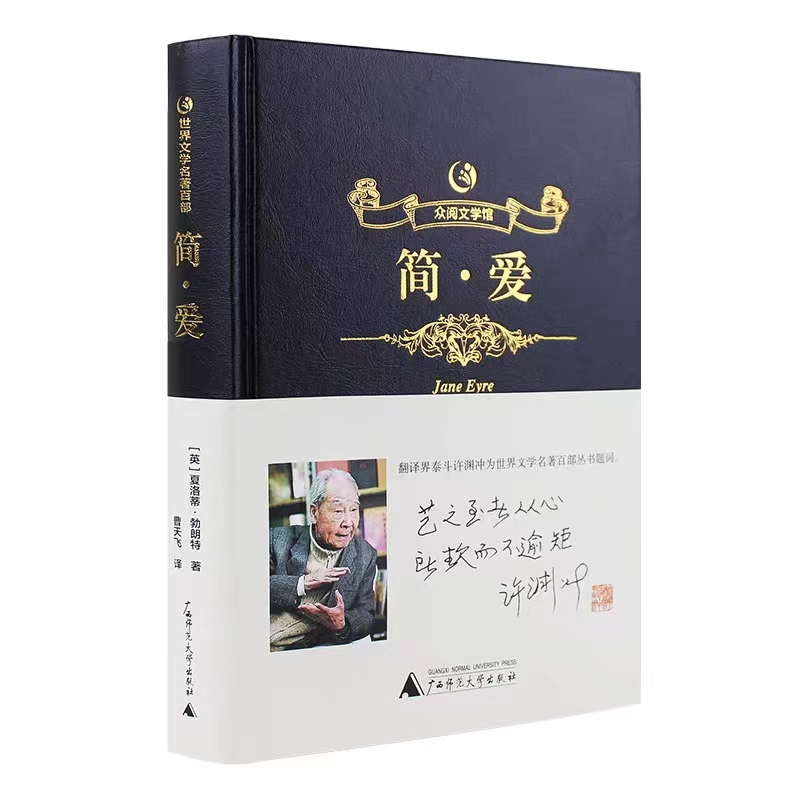 世界文学名著百部
简·爱
[英]夏洛蒂·勃朗特 著
曹天飞 译
广西师范大学出版社
众阅文学馆
简·爱
Jane Eyre
翻译界泰斗许渊冲为世界文学名著百部丛书题词。
艺之至者从心
所欲而不逾矩
许渊冲
GUANGXI NORMAL UNIVERSITY PRESS
广西师范大学出版社